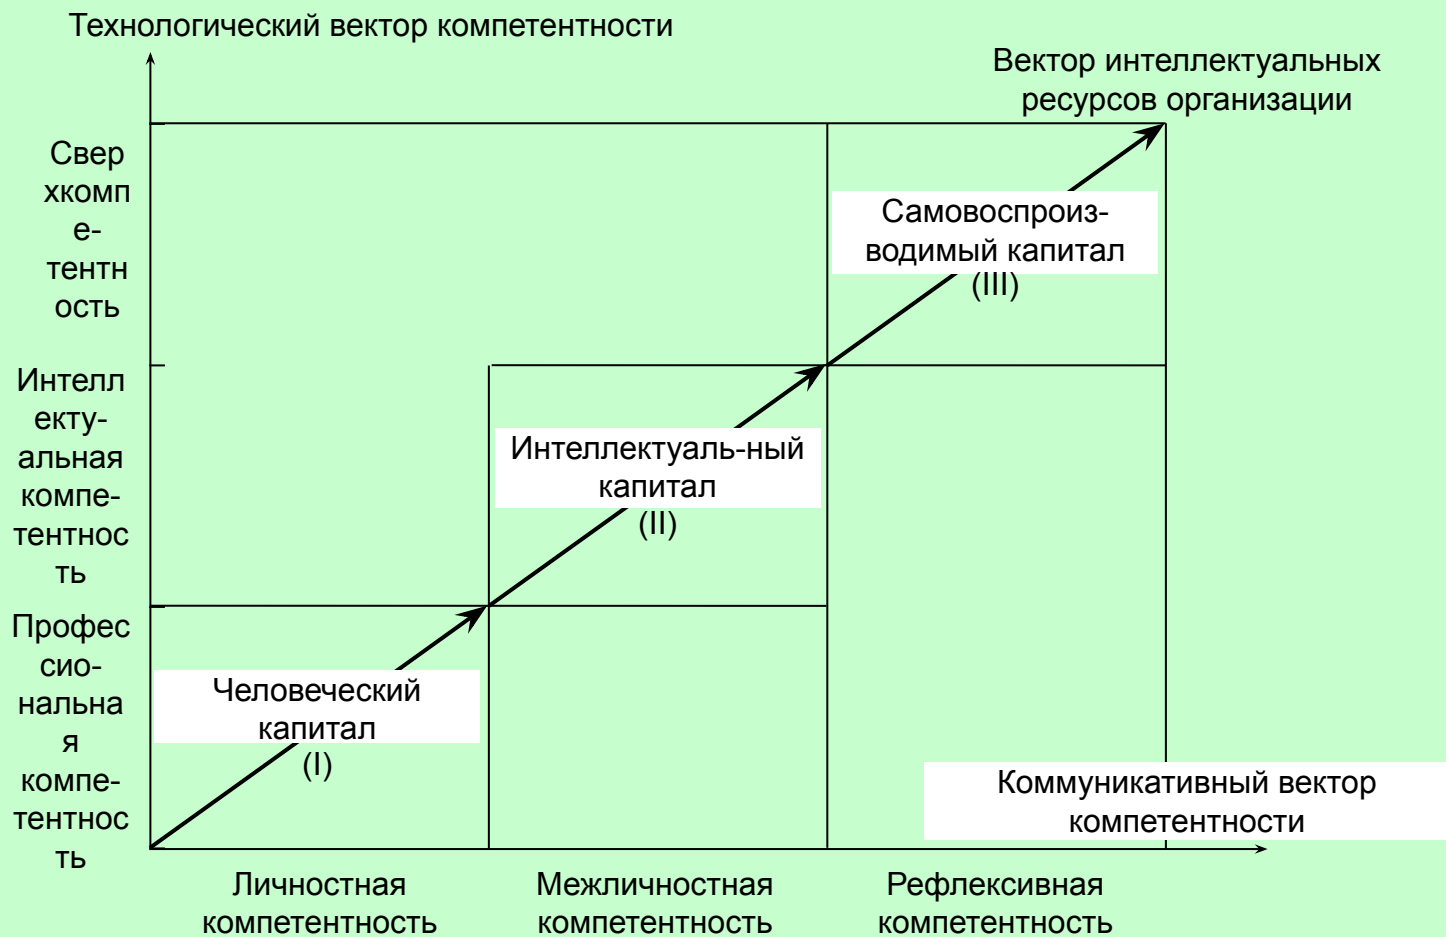 Технологический вектор компетентности
Вектор интеллектуальных
ресурсов организации
Свер
хкомп
е-
тентн
ость
Самовоспроиз-
водимый капитал
(III)
Интелл
екту-
альная
компе-
тентнос
ть
Интеллектуаль-ный
капитал
(II)
Профес
сио-
нальна
я
компе-
тентнос
ть
Человеческий
капитал
(I)
Коммуникативный вектор
компетентности
Личностная
компетентность
Межличностная
компетентность
Рефлексивная
компетентность